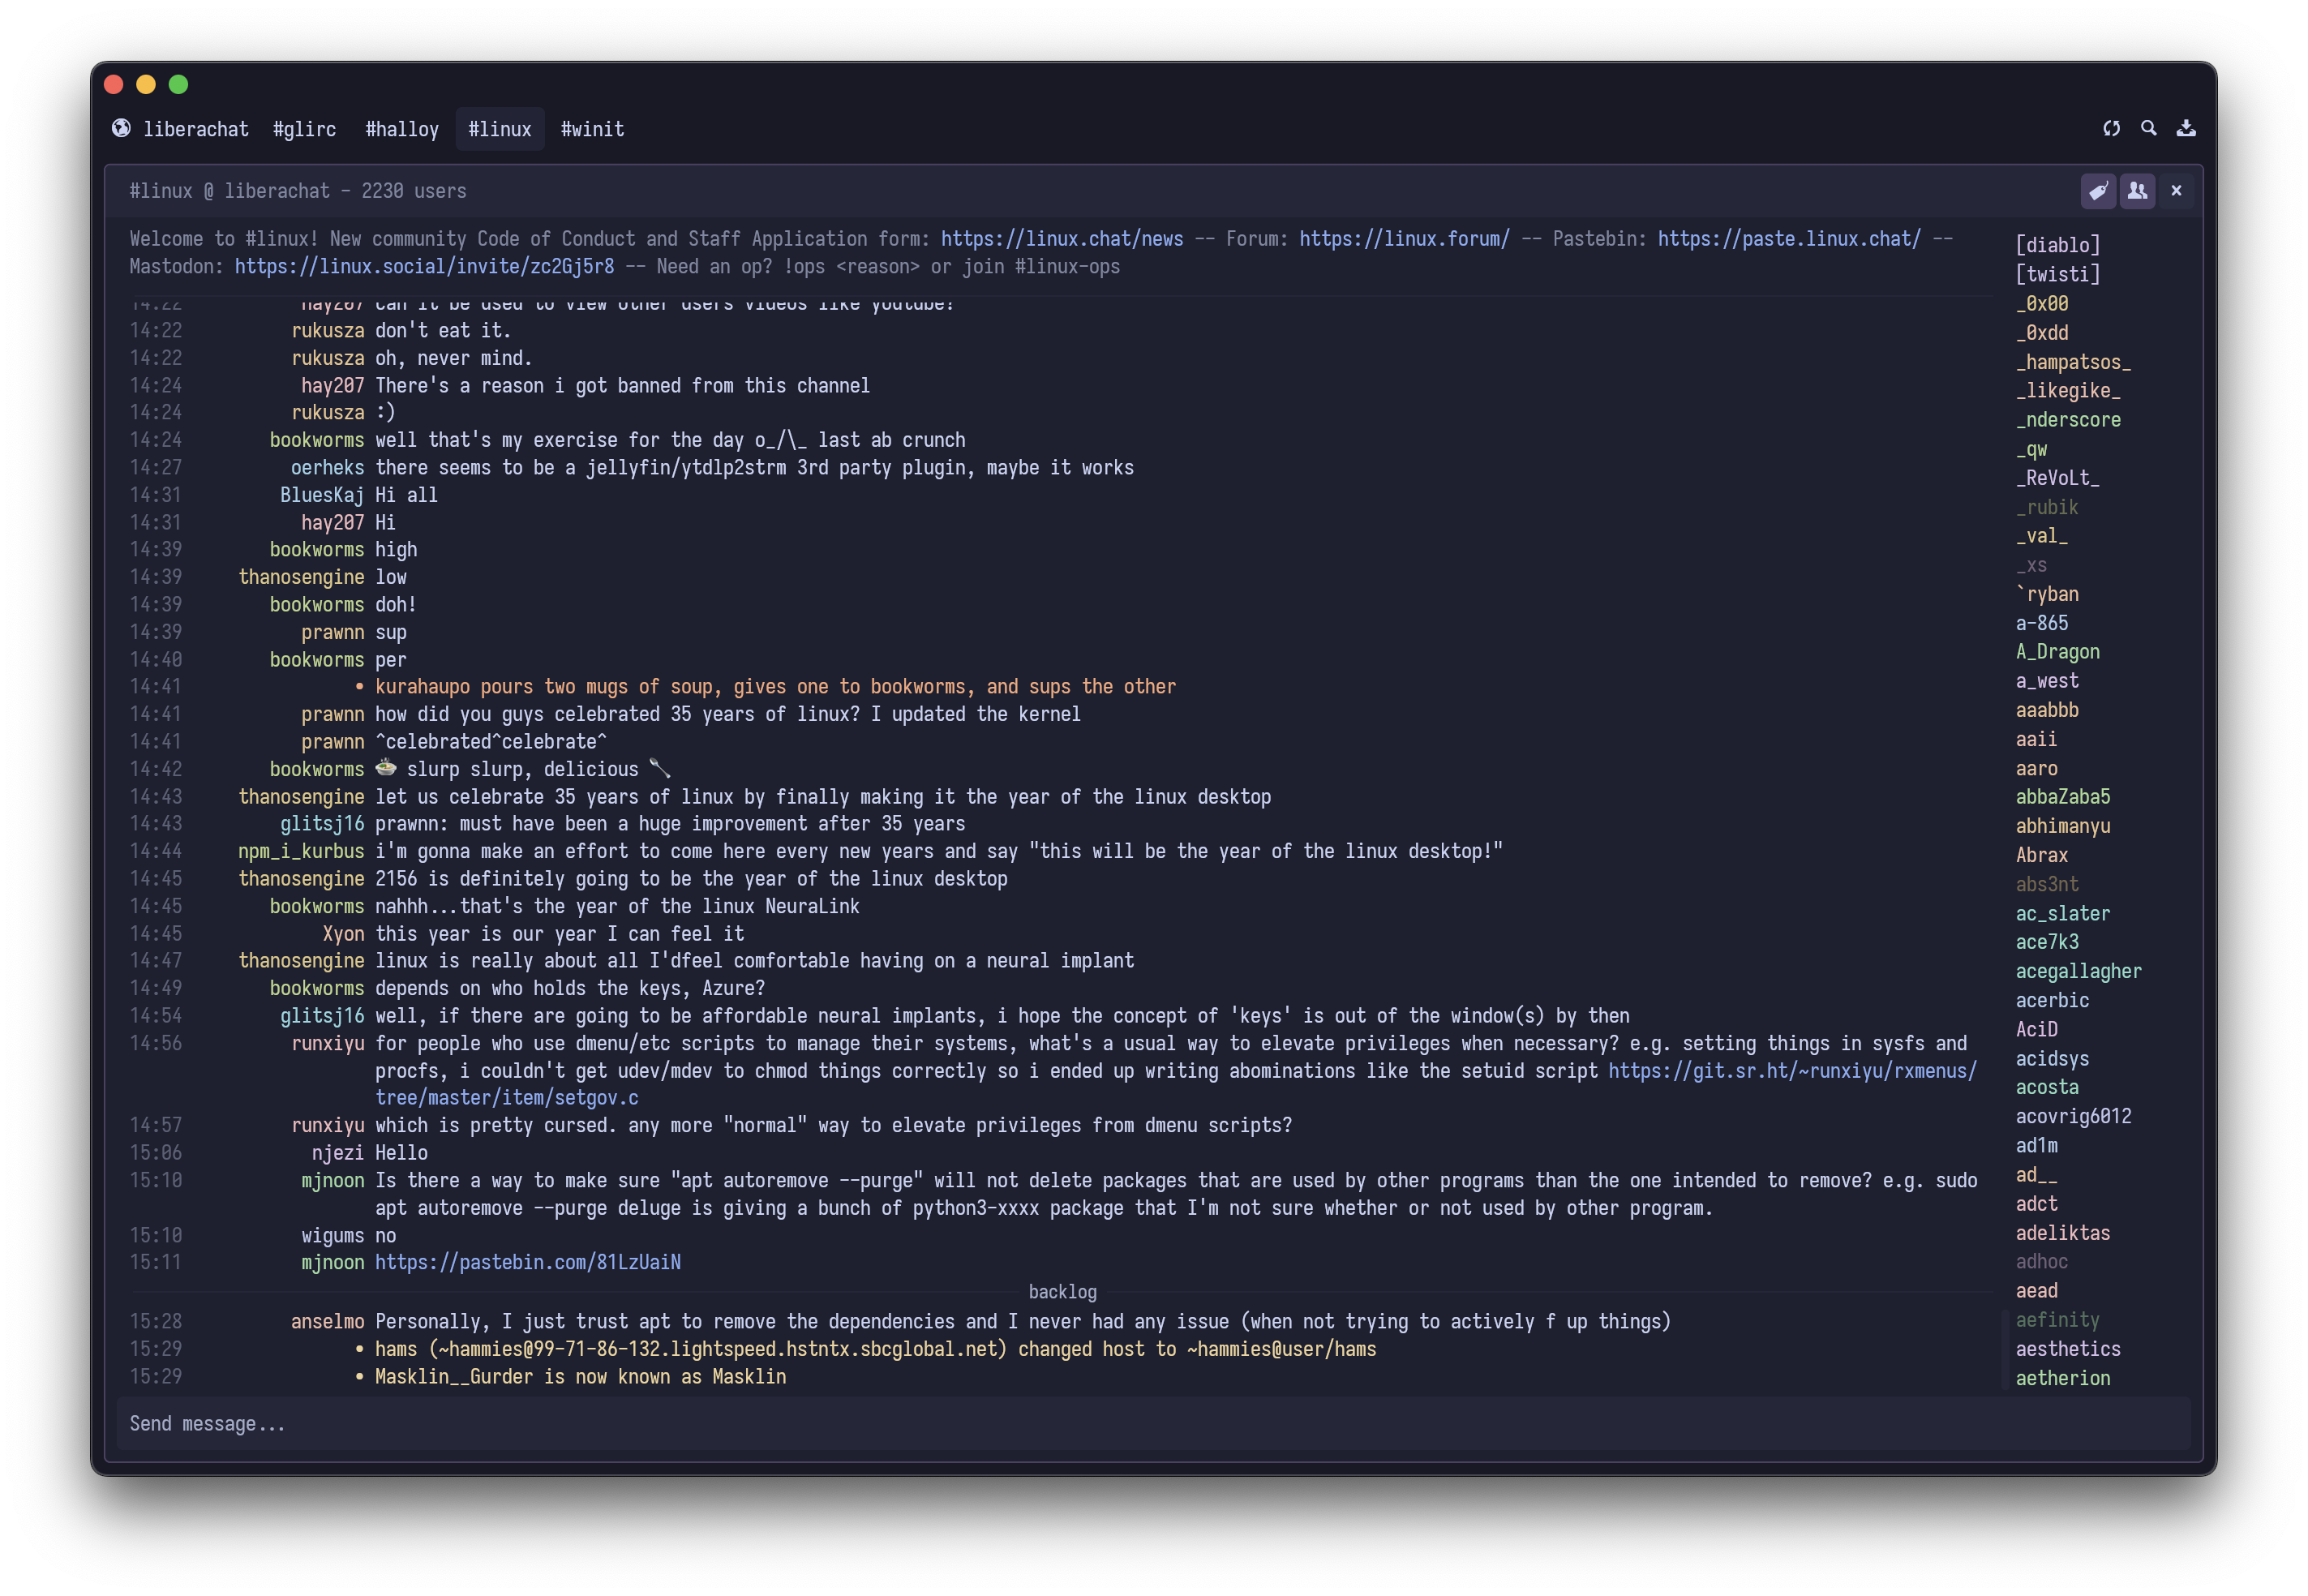 liberachat #glirc #halloy #linux #winit
#linux @ liberachat - 2230 users
Welcome to #linux! New community Code of Conduct and Staff Application form: https://linux.chat/news -- Forum: https://linux.forum/ -- Pastebin: https://paste.linux.chat/ --
Mastodon: https://linux.social/invite/zc2Gj5r8 -- Need an op? !ops <reason> or join #linux-ops
14:22 hay207 can it be used to view other users videos like youtube?
14:22 rukusza don't eat it.
14:22 rukusza oh, never mind.
14:24 hay207 There's a reason i got banned from this channel
14:24 rukusza :)
14:24 bookworms well that's my exercise for the day o_/\_ last ab crunch
14:27 oerheks there seems to be a jellyfin/ytdlp2strm 3rd party plugin, maybe it works
14:31 BluesKaj Hi all
14:31 hay207 Hi
14:39 bookworms high
14:39 thanosengine low
14:39 bookworms doh!
14:39 prawnn sup
14:40 bookworms per
14:41 • kurahaupo pours two mugs of soup, gives one to bookworms, and sups the other
14:41 prawnn how did you guys celebrated 35 years of linux? I updated the kernel
14:41 prawnn ^celebrated^celebrate^
14:42 bookworms 🍲 slurp slurp, delicious 🥄
14:43 thanosengine let us celebrate 35 years of linux by finally making it the year of the linux desktop
14:43 glitsj16 prawnn: must have been a huge improvement after 35 years
14:44 npm_i_kurbus i'm gonna make an effort to come here every new years and say "this will be the year of the linux desktop!"
14:45 thanosengine 2156 is definitely going to be the year of the linux desktop
14:45 bookworms nahhh...that's the year of the linux NeuraLink
14:45 Xyon this year is our year I can feel it
14:47 thanosengine linux is really about all I'dfeel comfortable having on a neural implant
14:49 bookworms depends on who holds the keys, Azure?
14:54 glitsj16 well, if there are going to be affordable neural implants, i hope the concept of 'keys' is out of the window(s) by then
14:56 runxiyu for people who use dmenu/etc scripts to manage their systems, what's a usual way to elevate privileges when necessary? e.g. setting things in sysfs and
procfs, i couldn't get udev/mdev to chmod things correctly so i ended up writing abominations like the setuid script https://git.sr.ht/~runxiyu/rxmenus/
tree/master/item/setgov.c
14:57 runxiyu which is pretty cursed. any more "normal" way to elevate privileges from dmenu scripts?
15:06 njezi Hello
15:10 mjnoon Is there a way to make sure "apt autoremove --purge" will not delete packages that are used by other programs than the one intended to remove? e.g. sudo
apt autoremove --purge deluge is giving a bunch of python3-xxxx package that I'm not sure whether or not used by other program.
15:10 wigums no
15:11 mjnoon https://pastebin.com/81LzUaiN
backlog
15:28 anselmo Personally, I just trust apt to remove the dependencies and I never had any issue (when not trying to actively f up things)
15:29 • hams (~hammies@99-71-86-132.lightspeed.hstntx.sbcglobal.net) changed host to ~hammies@user/hams
15:29 • Masklin__Gurder is now known as Masklin
Send message...
[diablo]
[twisti]
_0x00
_0xdd
_hampatsos_
_likegike_
_nderscore
_qw
_ReVoLt_
_rubik
_val_
_xs
`ryban
a-865
A_Dragon
a_west
aaabbb
aaii
aaro
abbaZaba5
abhimanyu
Abrax
abs3nt
ac_slater
ace7k3
acegallagher
acerbic
AciD
acidsys
acosta
acovrig6012
ad1m
ad__
adct
adeliktas
adhoc
aead
aefinity
aesthetics
aetherion